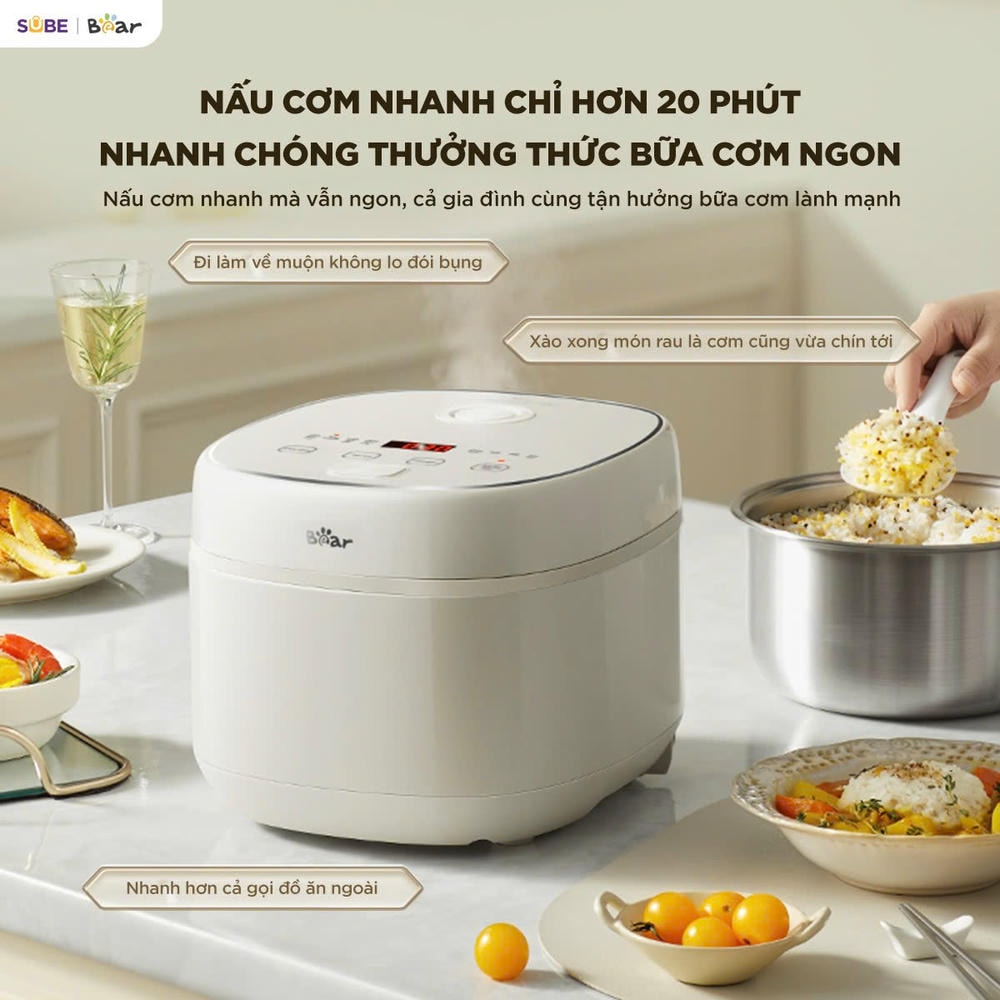 SUBE | Bear
NẤU CƠM NHANH CHỈ HƠN 20 PHÚT
NHANH CHÓNG THƯỞNG THỨC BỮA CƠM NGON
Nấu cơm nhanh mà vẫn ngon, cả gia đình cùng tận hưởng bữa cơm lành mạnh
Đi làm về muộn không lo đói bụng
Xào xong món rau là cơm cũng vừa chín tới
Bear
Nhanh hơn cả gọi đồ ăn ngoài